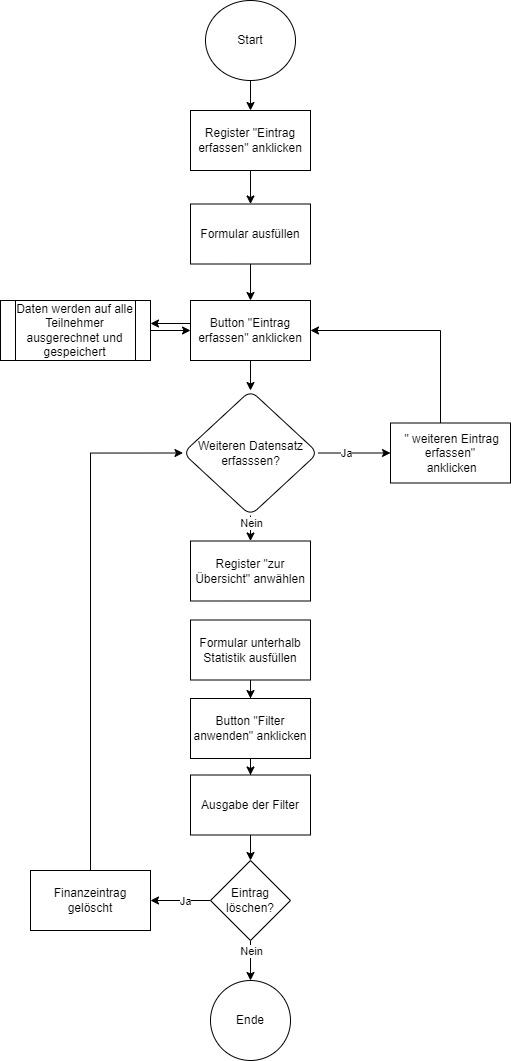 Start
Register "Eintrag
erfassen" anklicken
Formular ausfüllen
Daten werden auf alle
Teilnehmer
ausgerechnet und
gespeichert
Button "Eintrag
erfassen" anklicken
Weiteren Datensatz
erfasssen?
Ja
" weiteren Eintrag
erfassen"
anklicken
Nein
Register "zur
Übersicht" anwählen
Formular unterhalb
Statistik ausfüllen
Button "Filter
anwenden" anklicken
Ausgabe der Filter
Eintrag
löschen?
Ja
Finanzeintrag
gelöscht
Nein
Ende